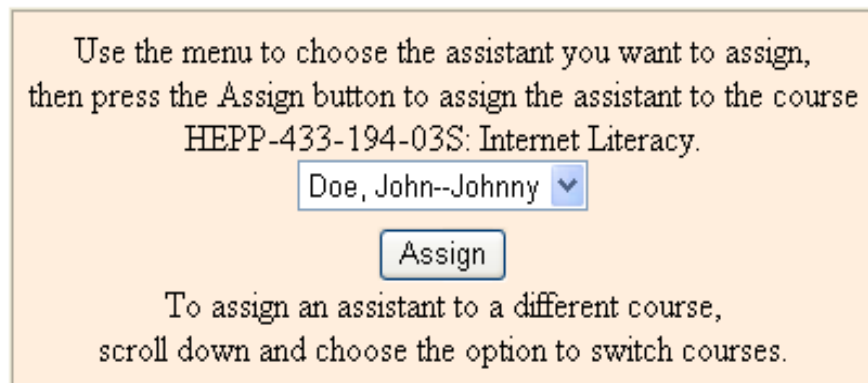 Use the menu to choose the assistant you want to assign,
then press the Assign button to assign the assistant to the course
HEPP-433-194-03S: Internet Literacy.
Doe, John--Johnny
Assign
To assign an assistant to a different course,
scroll down and choose the option to switch courses.